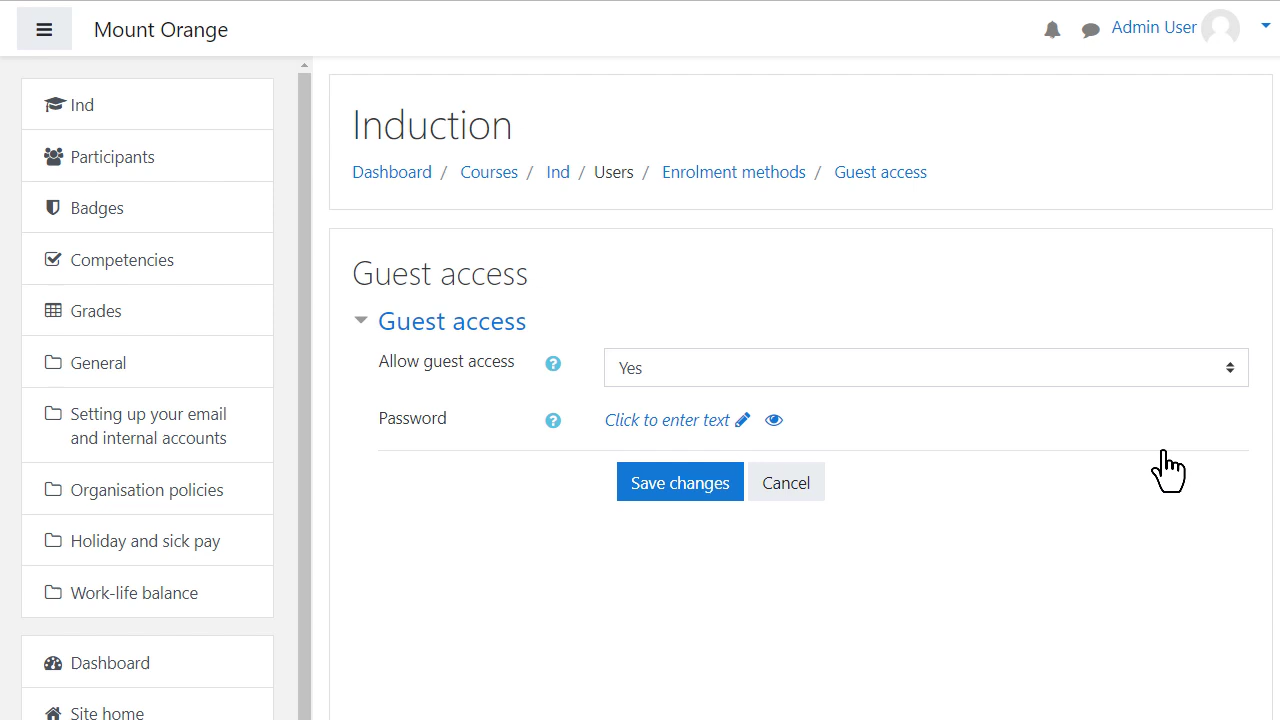 Mount Orange
Admin User
Ind
Participants
Badges
Competencies
Grades
General
Setting up your email
and internal accounts
Organisation policies
Holiday and sick pay
Work-life balance
Dashboard
Site home
Induction
Dashboard / Courses / Ind / Users / Enrolment methods / Guest access
Guest access
Guest access
Allow guest access ? Yes
Password ? Click to enter text
Save changes Cancel